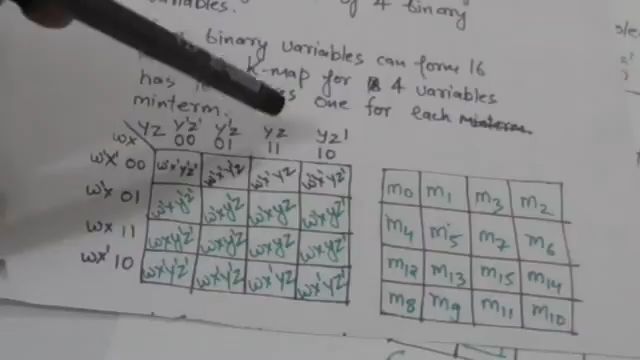 of 4 binary
variables.
binary variables can form 16
K-map for 4 variables
has one for each minterm.
minterm.
yz y'z' y'z yz yz'
wx 00 01 11 10
w'x' 00 w'x'y'z' w'x'y'z w'x'yz w'x'yz'
w'x 01 w'xy'z' w'xy'z w'xyz w'xyz'
wx 11 wxy'z' wxy'z wxyz wxyz'
wx' 10 wx'y'z' wx'y'z wx'yz wx'yz'
m0 m1 m3 m2
m4 m5 m7 m6
m12 m13 m15 m14
m8 m9 m11 m10